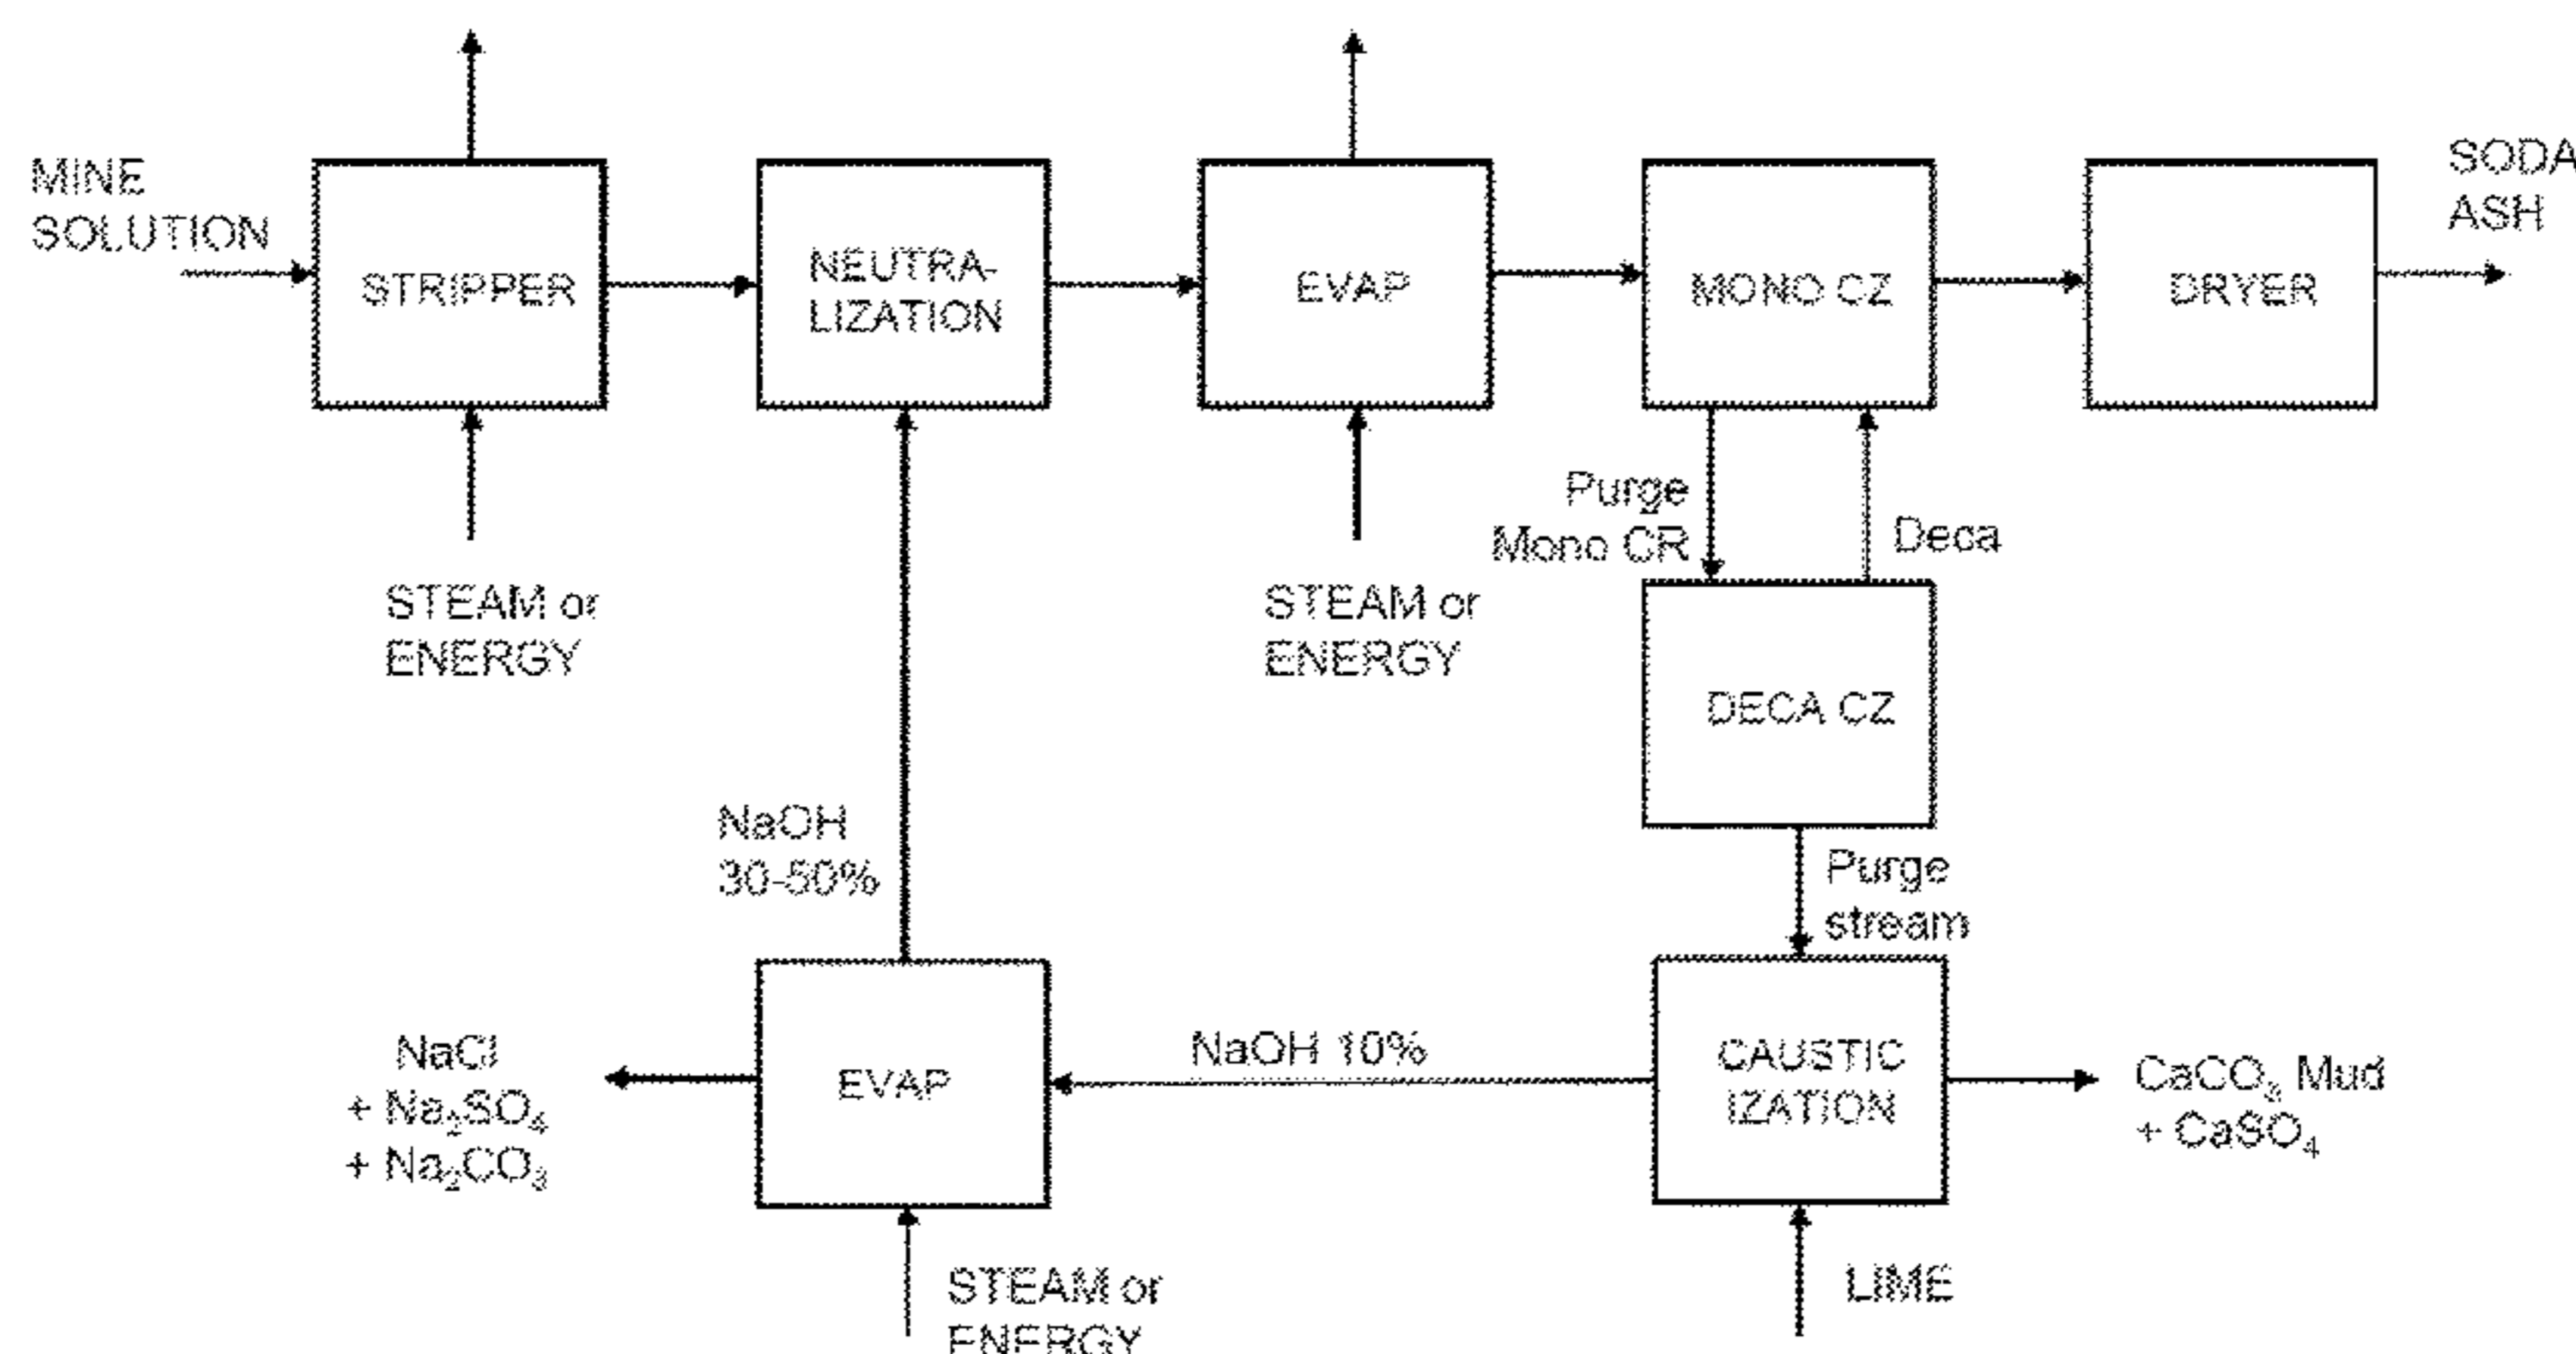 MINE
SOLUTION
STRIPPER
NEUTRA-
LIZATION
EVAP
MONO CZ
DRYER
SODA
ASH
STEAM or
ENERGY
STEAM or
ENERGY
Purge
Mono CR
Deca
DECA CZ
NaOH
30-50%
Purge
stream
NaCl
+ Na₂SO₄
+ Na₂CO₃
EVAP
NaOH 10%
CAUSTIC
IZATION
CaCO₃ Mud
+ CaSO₄
STEAM or
ENERGY
LIME